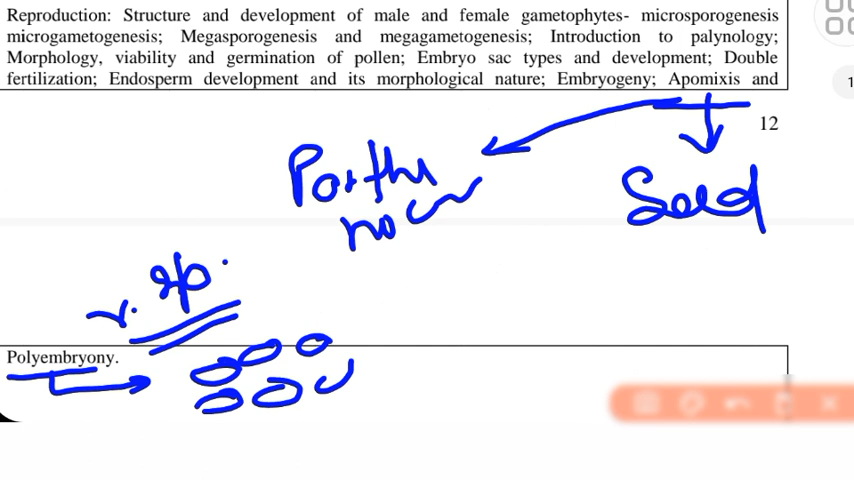 Reproduction: Structure and development of male and female gametophytes- microsporogenesis
microgametogenesis; Megasporogenesis and megagametogenesis; Introduction to palynology;
Morphology, viability and germination of pollen; Embryo sac types and development; Double
fertilization; Endosperm development and its morphological nature; Embryogeny; Apomixis and
12
Seed
Polyembryony.